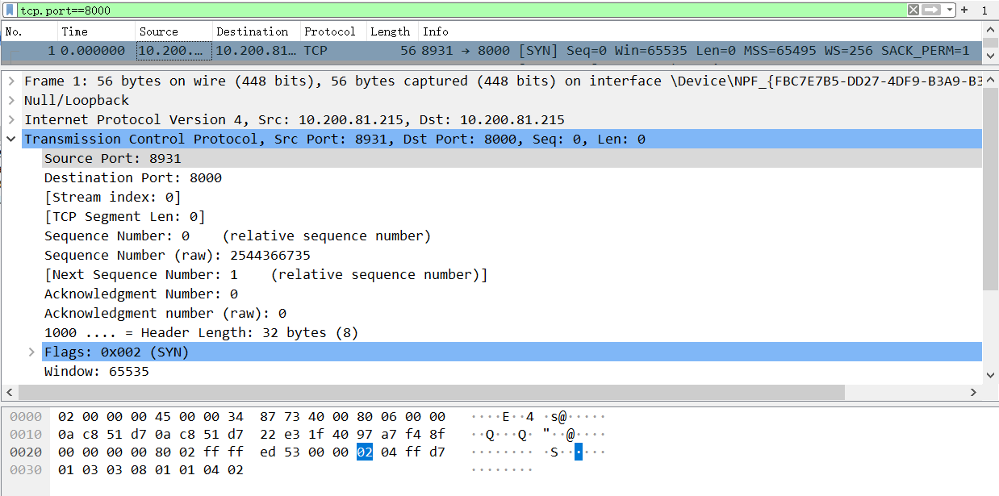 tcp.port==8000 + 1
No. Time Source Destination Protocol Length Info
1 0.000000 10.200.… 10.200.81… TCP 56 8931 → 8000 [SYN] Seq=0 Win=65535 Len=0 MSS=65495 WS=256 SACK_PERM=1
Frame 1: 56 bytes on wire (448 bits), 56 bytes captured (448 bits) on interface \Device\NPF_{FBC7E7B5-DD27-4DF9-B3A9-B3
Null/Loopback
Internet Protocol Version 4, Src: 10.200.81.215, Dst: 10.200.81.215
Transmission Control Protocol, Src Port: 8931, Dst Port: 8000, Seq: 0, Len: 0
Source Port: 8931
Destination Port: 8000
[Stream index: 0]
[TCP Segment Len: 0]
Sequence Number: 0    (relative sequence number)
Sequence Number (raw): 2544366735
[Next Sequence Number: 1    (relative sequence number)]
Acknowledgment Number: 0
Acknowledgment number (raw): 0
1000 .... = Header Length: 32 bytes (8)
Flags: 0x002 (SYN)
Window: 65535
0000 02 00 00 00 45 00 00 34 87 73 40 00 80 06 00 00 ····E··4 ·s@·····
0010 0a c8 51 d7 0a c8 51 d7 22 e3 1f 40 97 a7 f4 8f ··Q···Q· "··@····
0020 00 00 00 00 80 02 ff ff ed 53 00 00 02 04 ff d7 ········ ·S······
0030 01 03 03 08 01 01 04 02 ········